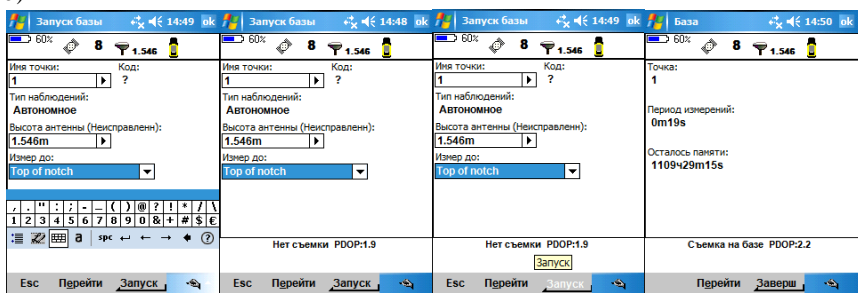 Запуск базы 14:49 ok
60% 8 1.546
Имя точки: Код:
1 ?
Тип наблюдений:
Автономное
Высота антенны (Неисправленн):
1.546m
Измер до:
Top of notch
, . " : ; - _ ( ) @ ? ! * / \
1 2 3 4 5 6 7 8 9 0 & + # $ €
a spc ← → ?
Esc Перейти Запуск
Запуск базы 14:48 ok
60% 8 1.546
Имя точки: Код:
1 ?
Тип наблюдений:
Автономное
Высота антенны (Неисправленн):
1.546m
Измер до:
Top of notch
Нет съемки PDOP:1.9
Esc Перейти Запуск
Запуск базы 14:49 ok
60% 8 1.546
Имя точки: Код:
1 ?
Тип наблюдений:
Автономное
Высота антенны (Неисправленн):
1.546m
Измер до:
Top of notch
Нет съемки PDOP:1.9
Запуск
Esc Перейти Запуск
База 14:50 ok
60% 8 1.546
Точка:
1
Период измерений:
0m19s
Осталось памяти:
1109ч29m15s
Съемка на базе PDOP:2.2
Перейти Заверш